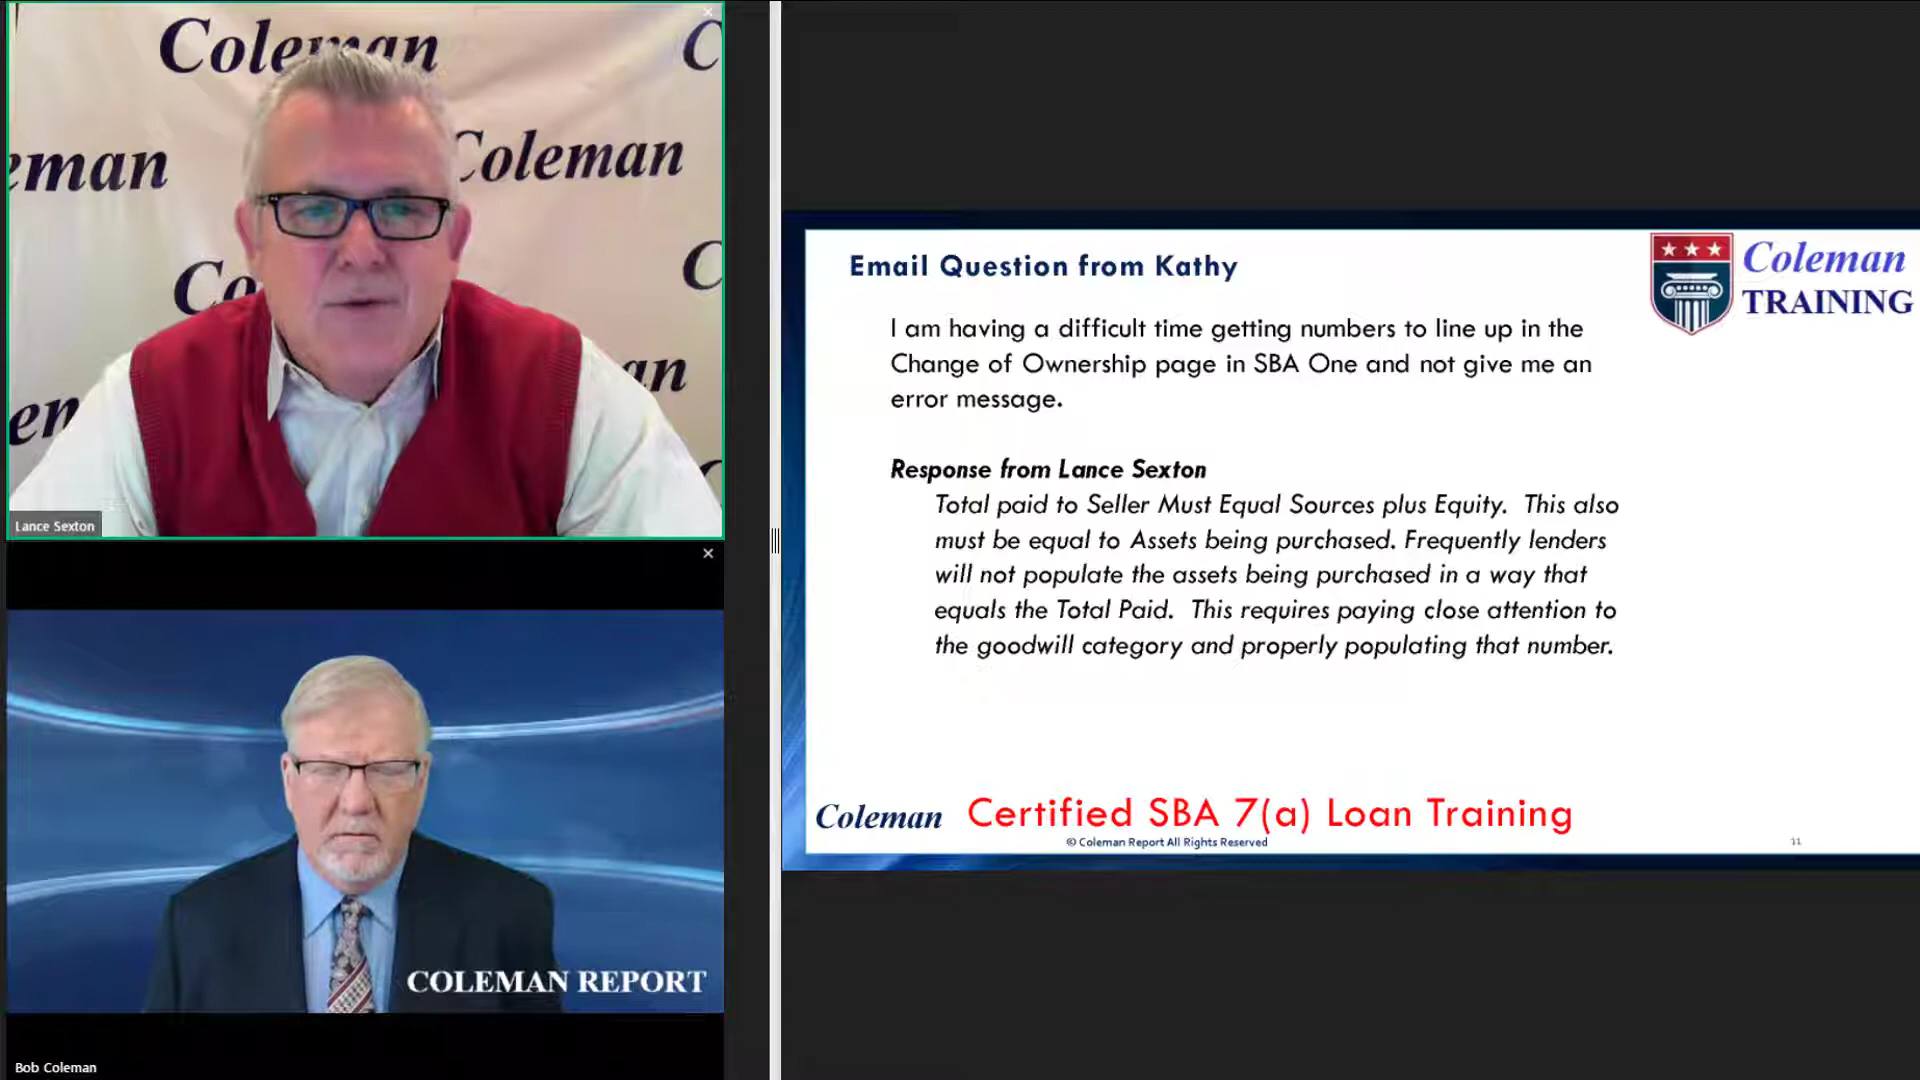 Coleman
C
eman
Coleman
Co
C
an
en
Lance Sexton
COLEMAN REPORT
Bob Coleman
Email Question from Kathy
Coleman
TRAINING
I am having a difficult time getting numbers to line up in the
Change of Ownership page in SBA One and not give me an
error message.
Response from Lance Sexton
Total paid to Seller Must Equal Sources plus Equity. This also
must be equal to Assets being purchased. Frequently lenders
will not populate the assets being purchased in a way that
equals the Total Paid. This requires paying close attention to
the goodwill category and properly populating that number.
Coleman Certified SBA 7(a) Loan Training
© Coleman Report All Rights Reserved
11